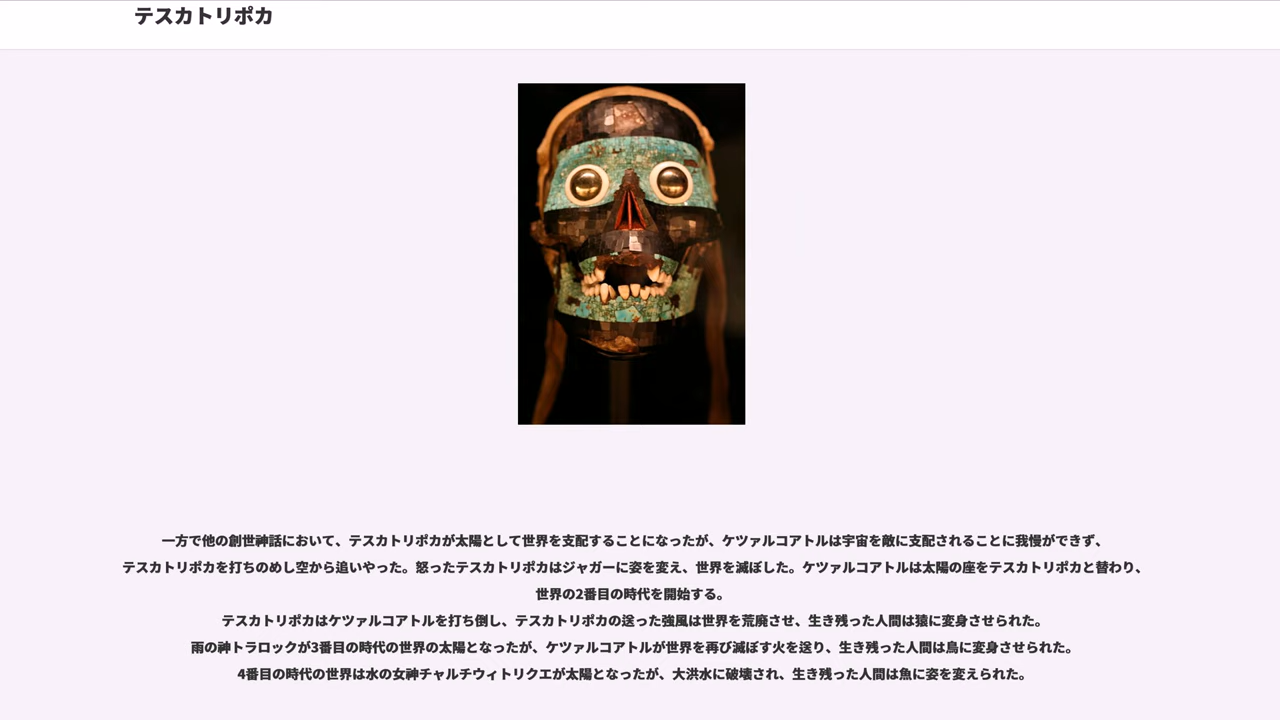 テスカトリポカ
一方で他の創世神話において、テスカトリポカが太陽として世界を支配することになったが、ケツァルコアトルは宇宙を敵に支配されることに我慢ができず、
テスカトリポカを打ちのめし空から追いやった。怒ったテスカトリポカはジャガーに姿を変え、世界を滅ぼした。ケツァルコアトルは太陽の座をテスカトリポカと替わり、
世界の2番目の時代を開始する。
テスカトリポカはケツァルコアトルを打ち倒し、テスカトリポカの送った強風は世界を荒廃させ、生き残った人間は猿に変身させられた。
雨の神トラロックが3番目の時代の世界の太陽となったが、ケツァルコアトルが世界を再び滅ぼす火を送り、生き残った人間は鳥に変身させられた。
4番目の時代の世界は水の女神チャルチウィトリクエが太陽となったが、大洪水に破壊され、生き残った人間は魚に姿を変えられた。